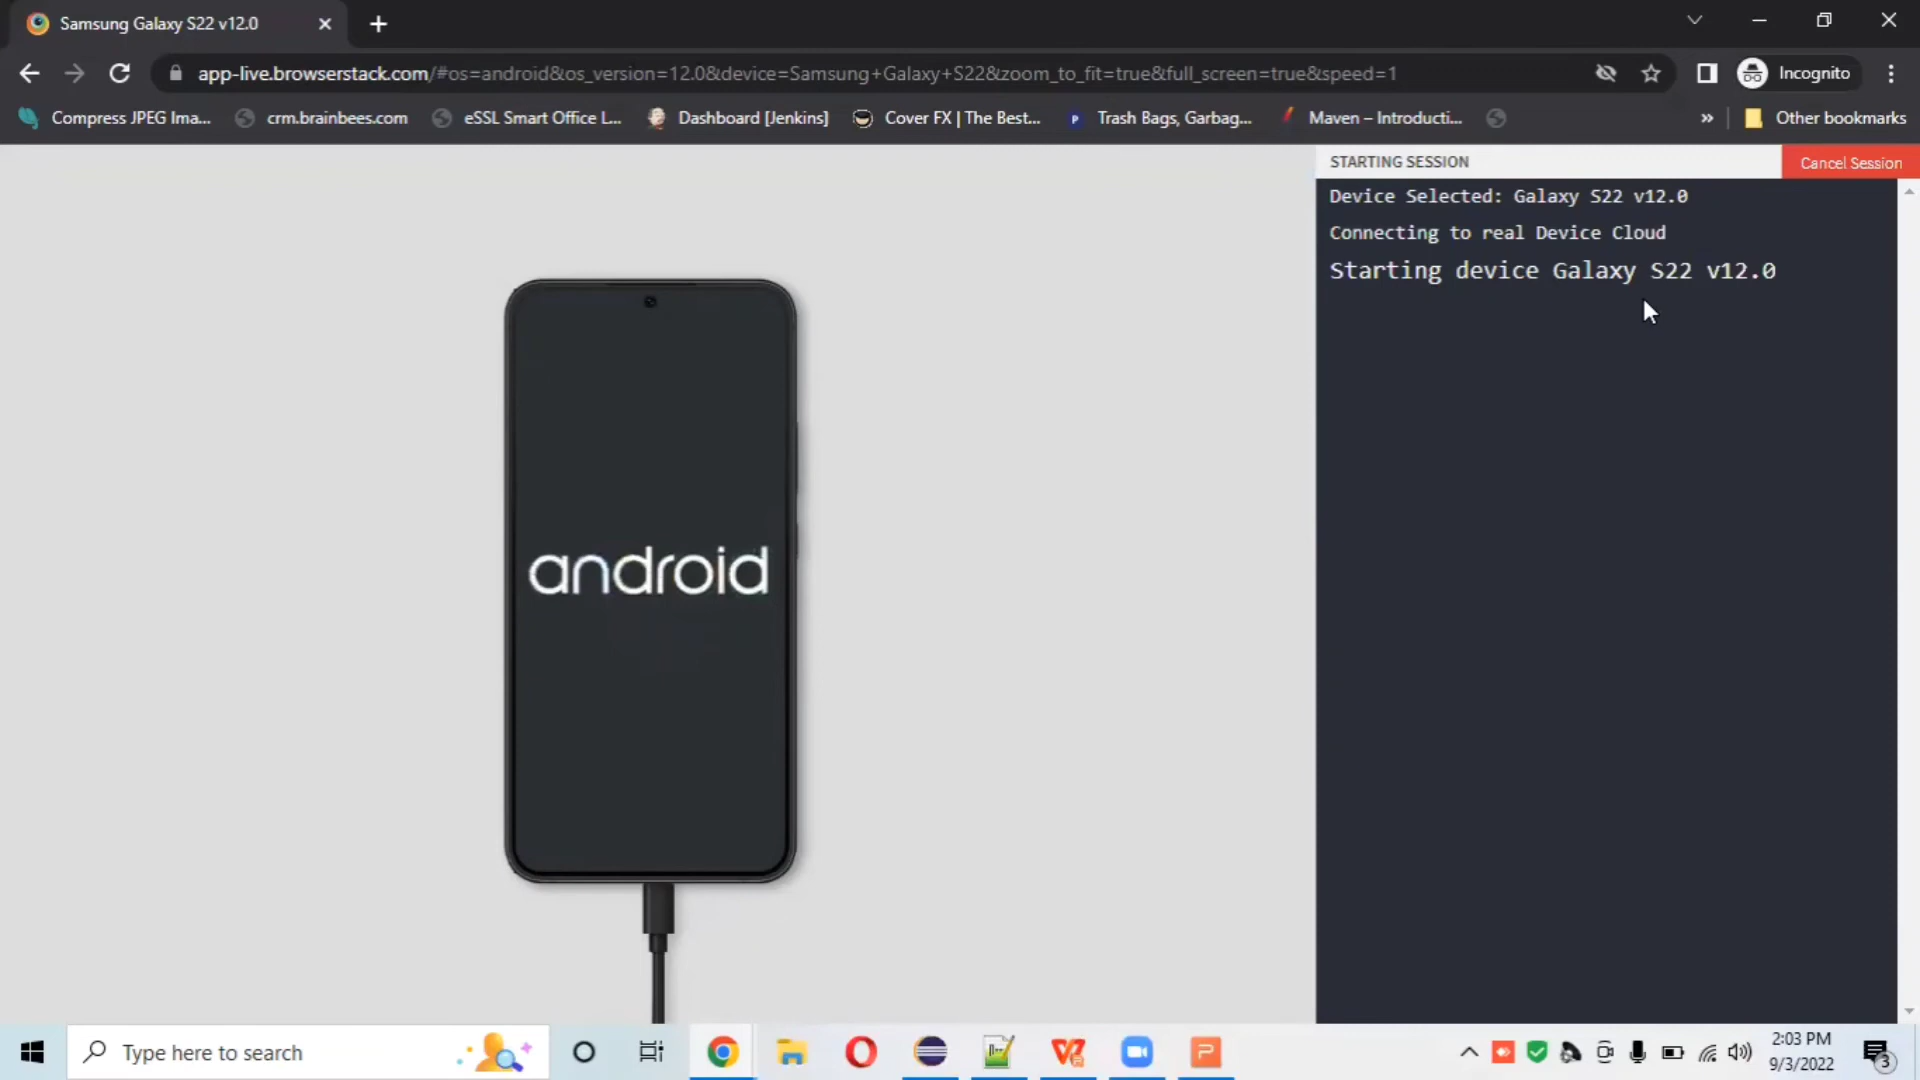 Samsung Galaxy S22 v12.0
app-live.browserstack.com/#os=android&os_version=12.0&device=Samsung+Galaxy+S22&zoom_to_fit=true&full_screen=true&speed=1
Incognito
Compress JPEG Ima...
crm.brainbees.com
eSSL Smart Office L...
Dashboard [Jenkins]
Cover FX | The Best...
Trash Bags, Garbag...
Maven – Introducti...
Other bookmarks
STARTING SESSION
Cancel Session
Device Selected: Galaxy S22 v12.0
Connecting to real Device Cloud
Starting device Galaxy S22 v12.0
android
Type here to search
2:03 PM
9/3/2022
3